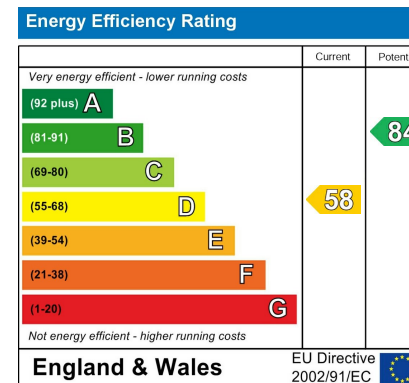 Energy Efficiency Rating
Current
Potent
Very energy efficient - lower running costs
(92 plus) A
(81-91) B
84
(69-80) C
(55-68) D
58
(39-54) E
(21-38) F
(1-20) G
Not energy efficient - higher running costs
England & Wales
EU Directive
2002/91/EC